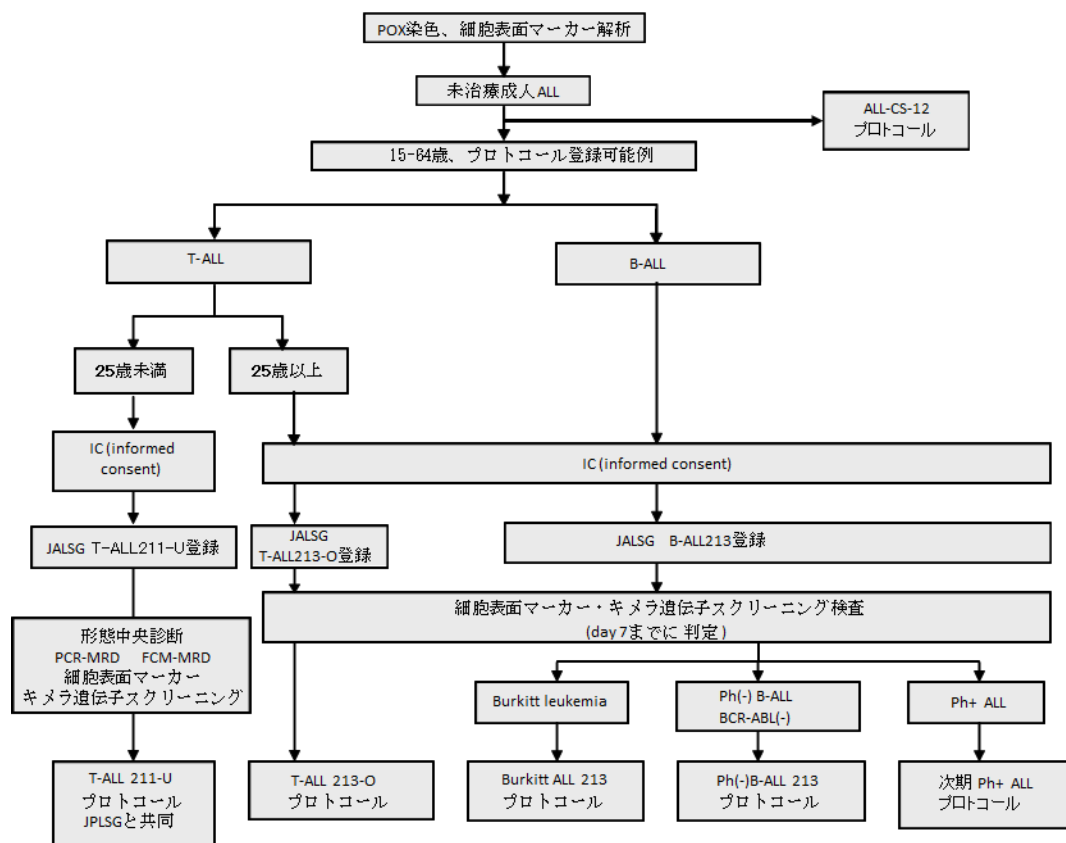 POX染色、細胞表面マーカー解析
未治療成人ALL
ALL-CS-12
プロトコール
15-64歳、プロトコール登録可能例
T-ALL
B-ALL
25歳未満
25歳以上
IC(informed
consent)
IC(informed consent)
JALSG T-ALL211-U登録
JALSG
T-ALL213-O登録
JALSG B-ALL213登録
細胞表面マーカー・キメラ遺伝子スクリーニング検査
(day7までに 判定)
形態中央診断
PCR-MRD FCM-MRD
細胞表面マーカー
キメラ遺伝子スクリーニング
Burkitt leukemia
Ph(-) B-ALL
BCR-ABL(-)
Ph+ ALL
T-ALL 211-U
プロトコール
JPLSGと共同
T-ALL 213-O
プロトコール
Burkitt ALL 213
プロトコール
Ph(-)B-ALL 213
プロトコール
次期 Ph+ ALL
プロトコール